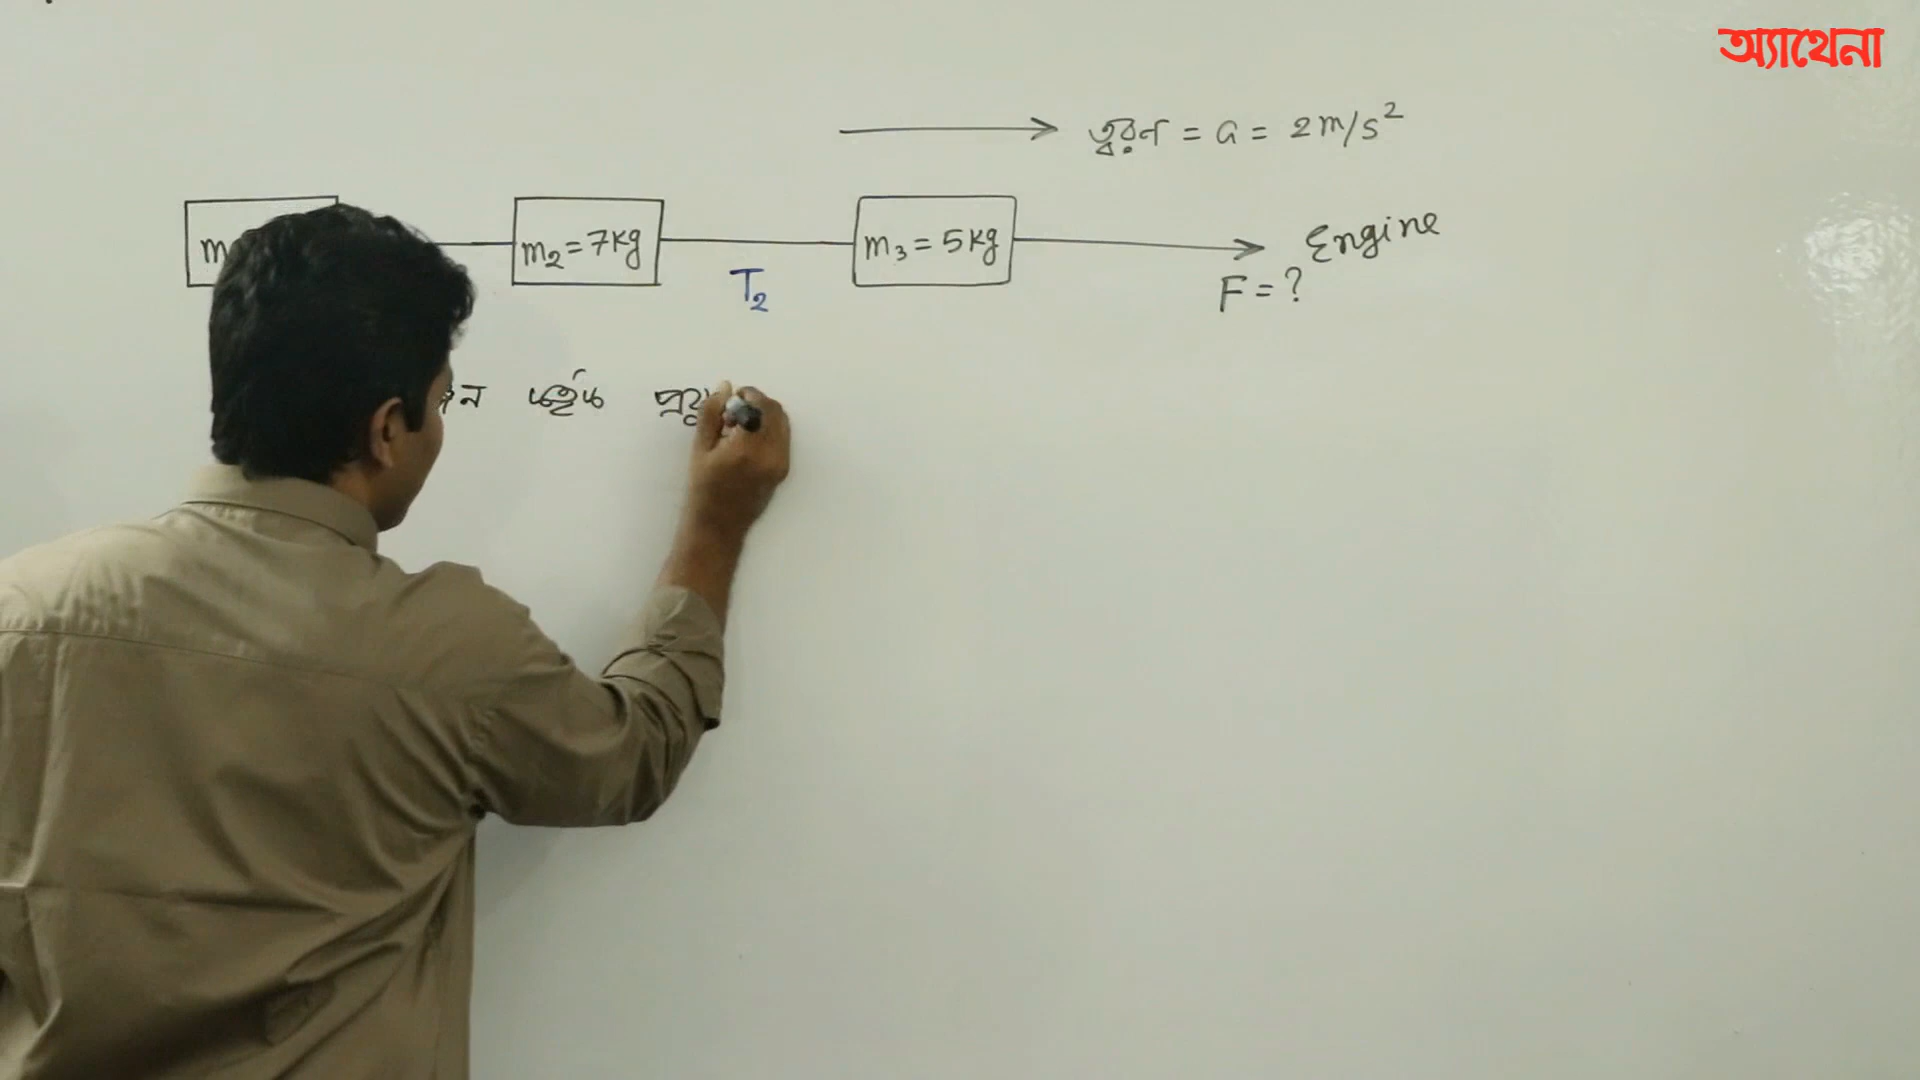 অ্যাথেনা
ত্বরণ = a = 2m/s²
m
m₂ = 7kg
m₃ = 5kg
Engine
T₂
F = ?